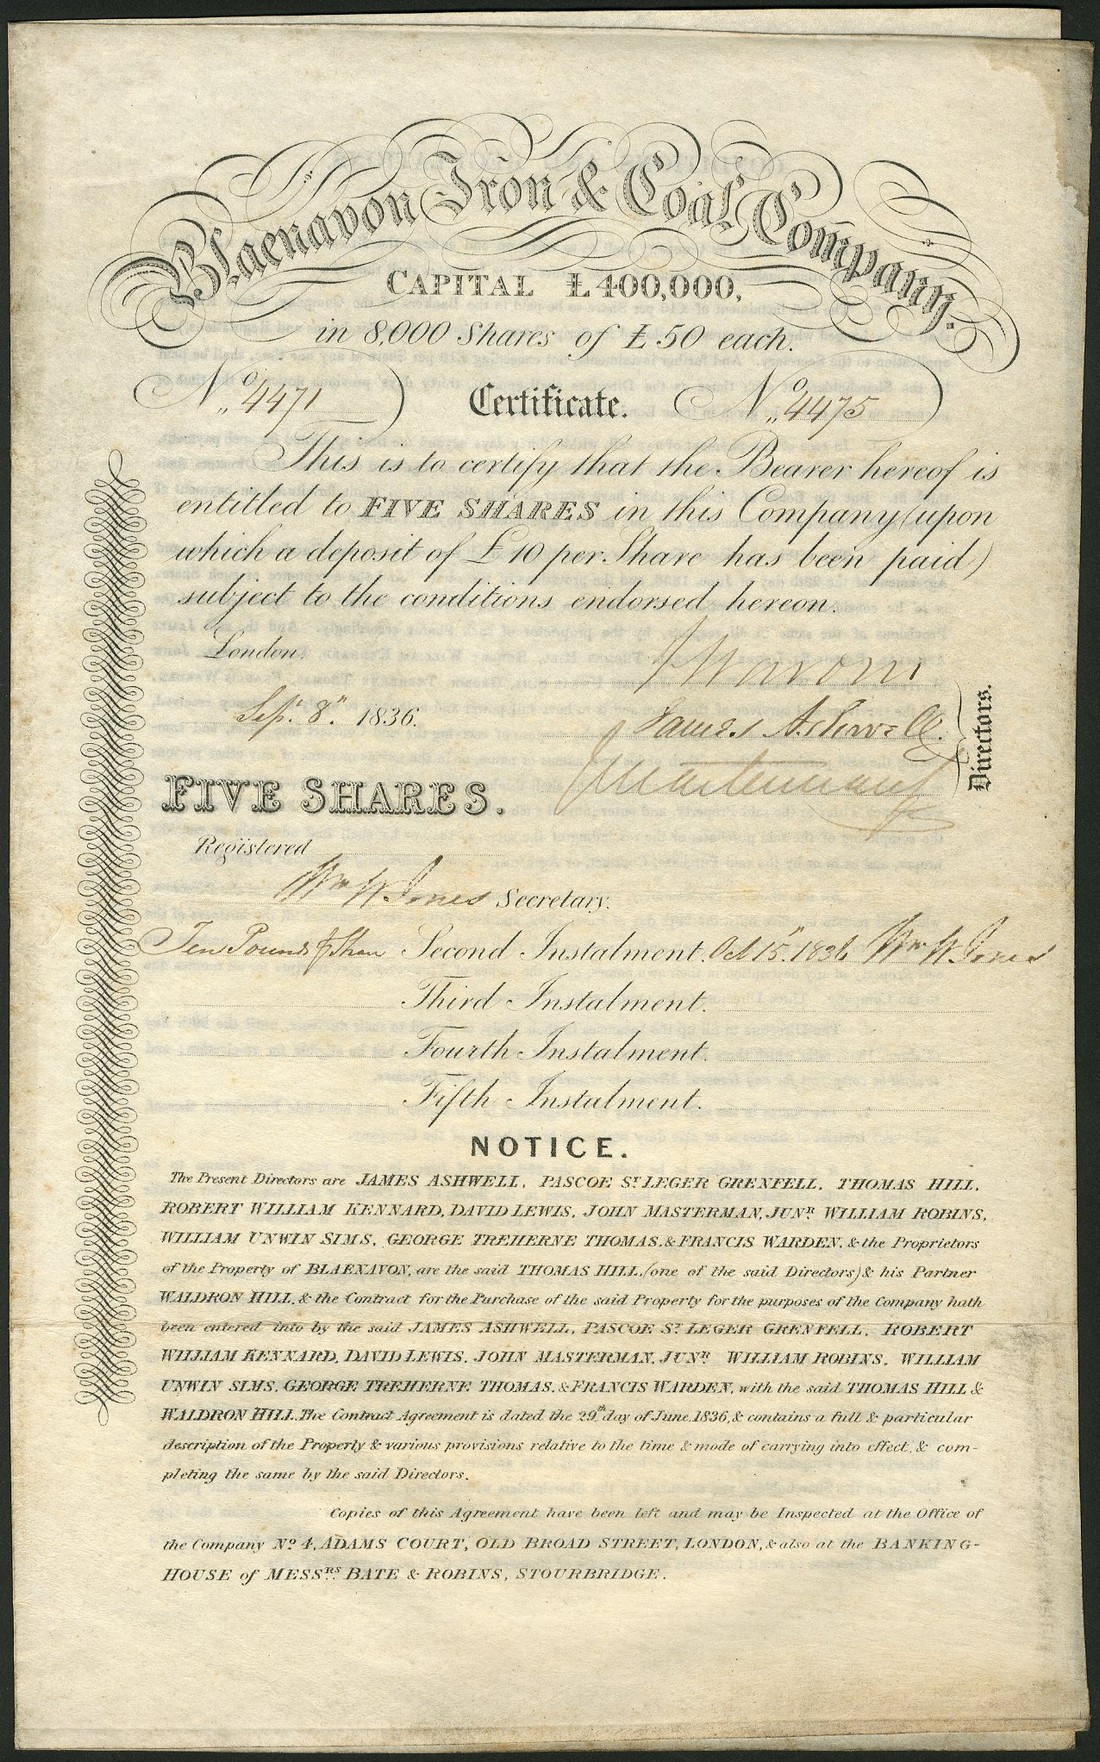 Blaenavon Iron & Coal Company.
CAPITAL £400,000,
in 8,000 Shares of £50 each.
No. 4471 Certificate. No. 4475
This is to certify that the Bearer hereof is
entitled to FIVE SHARES in this Company (upon
which a deposit of £10 per Share has been paid)
subject to the conditions endorsed hereon.
London.
Sept. 8th. 1836.
James Ashwell.
Directors.
FIVE SHARES.
Registered
Wm W Jones Secretary.
Ten Pounds Share Second Instalment. Oct 15th. 1836 Wm W Jones
Third Instalment.
Fourth Instalment.
Fifth Instalment.
NOTICE.
The Present Directors are JAMES ASHWELL, PASCOE ST. LEGER GRENFELL, THOMAS HILL,
ROBERT WILLIAM KENNARD, DAVID LEWIS, JOHN MASTERMAN, JUNR. WILLIAM ROBINS,
WILLIAM UNWIN SIMS, GEORGE TREHERNE THOMAS, & FRANCIS WARDEN, & the Proprietors
of the Property of BLAENAVON, are the said THOMAS HILL, (one of the said Directors) & his Partner
WALDRON HILL, & the Contract for the Purchase of the said Property for the purposes of the Company hath
been entered into by the said JAMES ASHWELL, PASCOE ST. LEGER GRENFELL, ROBERT
WILLIAM KENNARD, DAVID LEWIS, JOHN MASTERMAN, JUNR. WILLIAM ROBINS, WILLIAM
UNWIN SIMS, GEORGE TREHERNE THOMAS, & FRANCIS WARDEN, with the said THOMAS HILL &
WALDRON HILL. The Contract Agreement is dated the 29th day of June, 1836, & contains a full & particular
description of the Property & various provisions relative to the time & mode of carrying into effect, & com-
pleting the same by the said Directors.
Copies of this Agreement have been left and may be Inspected at the Office of
the Company No. 4, ADAMS COURT, OLD BROAD STREET, LONDON, & also at the BANKING-
HOUSE of MESSRS. BATE & ROBINS, STOURBRIDGE.